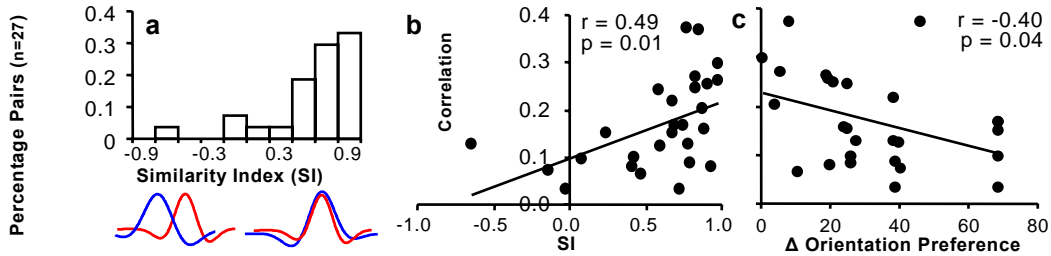 Percentage Pairs (n=27)
a
0.4
0.3
0.2
0.1
0
-0.9
-0.3
0.3
0.9
Similarity Index (SI)
b
Correlation
0.4
0.3
0.2
0.1
0.0
r = 0.49
p = 0.01
-1.0
-0.5
0
0.5
1.0
SI
c
r = -0.40
p = 0.04
0
20
40
60
80
Δ Orientation Preference